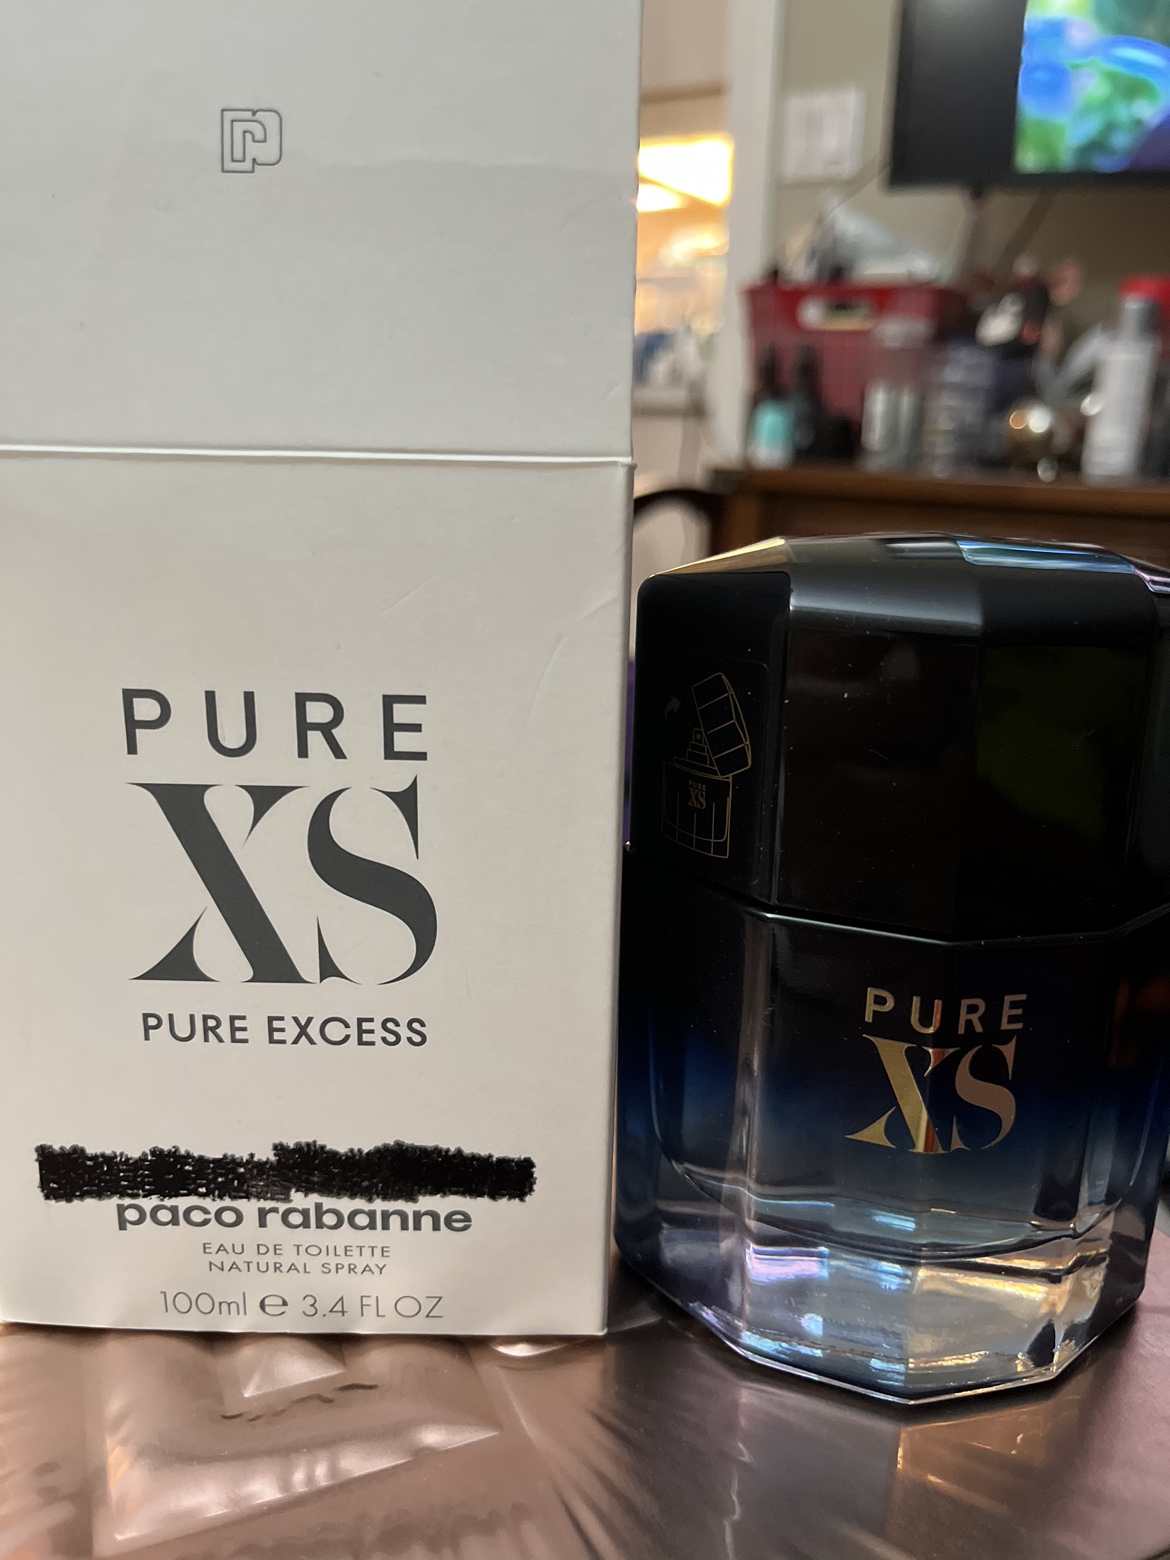 PURE
XS
PURE EXCESS
paco rabanne
EAU DE TOILETTE
NATURAL SPRAY
100ml e 3.4 FL OZ
PURE
XS
PURE
XS